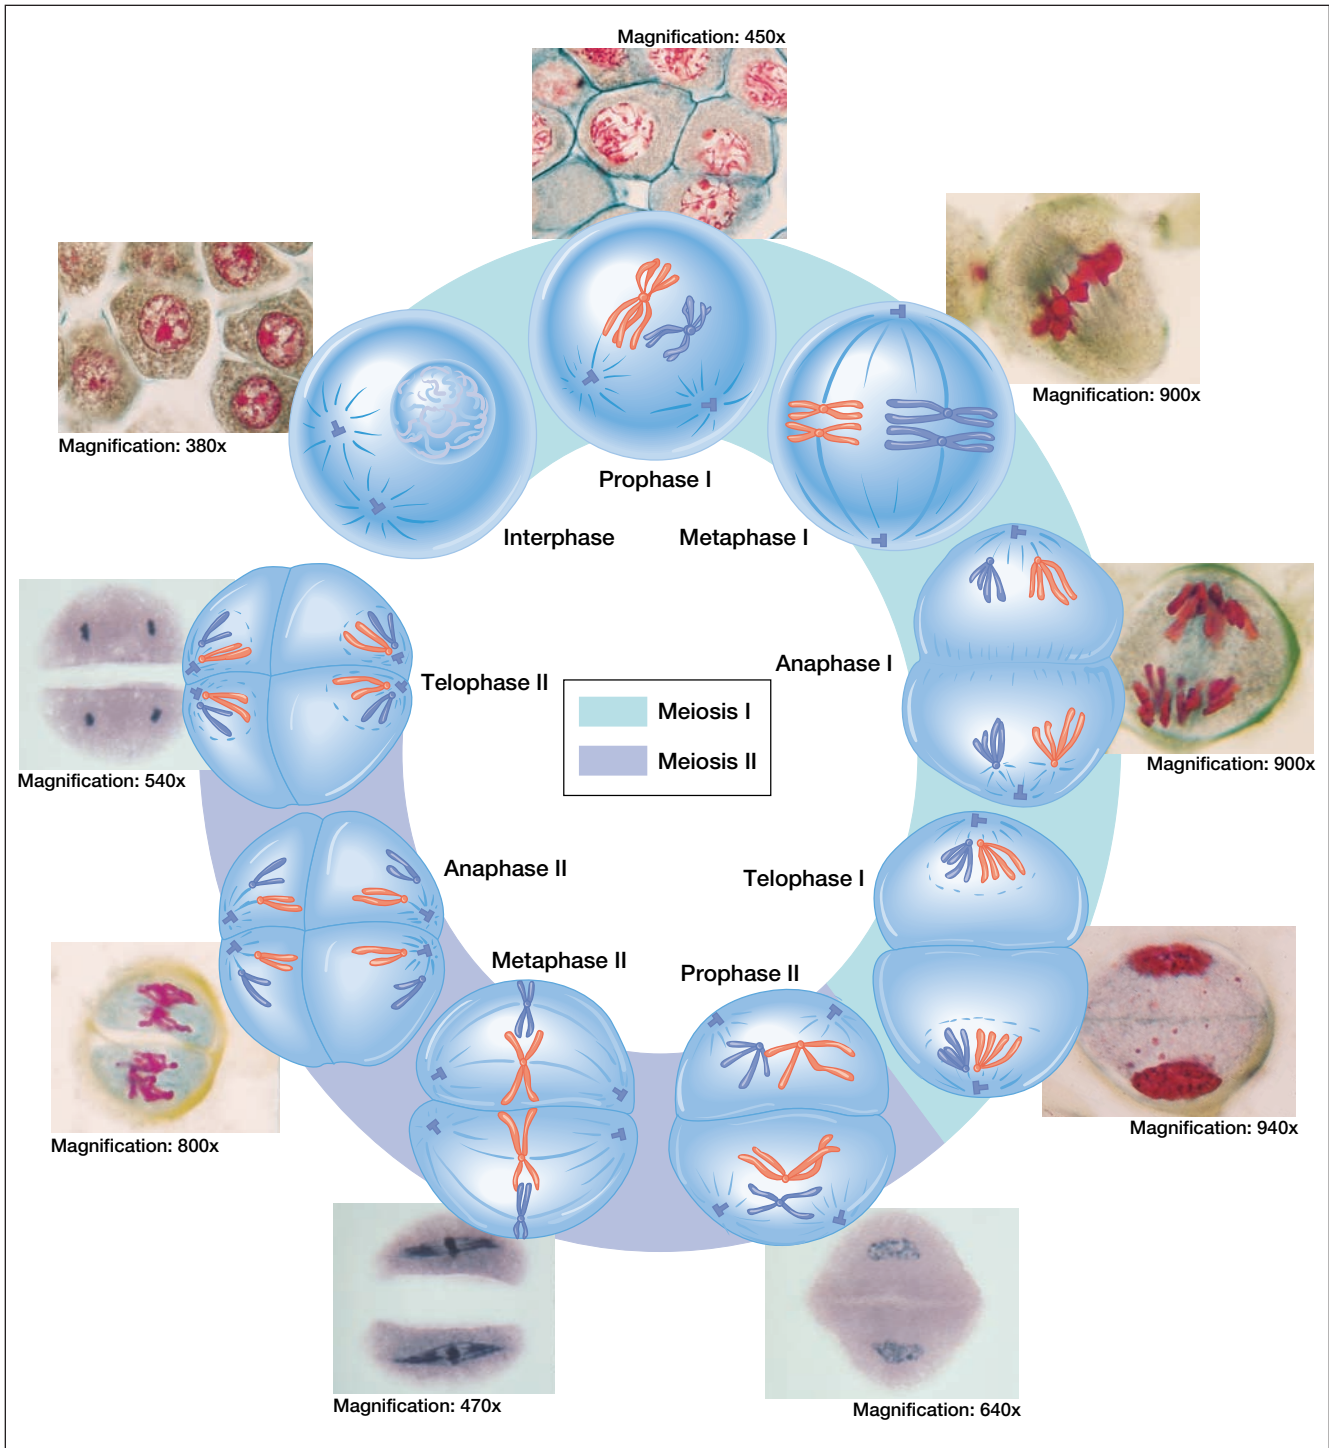 Magnification: 450x
Magnification: 900x
Magnification: 380x
Prophase I
Interphase
Metaphase I
Anaphase I
Magnification: 900x
Telophase II
Meiosis I
Meiosis II
Magnification: 540x
Telophase I
Anaphase II
Metaphase II
Prophase II
Magnification: 940x
Magnification: 800x
Magnification: 470x
Magnification: 640x